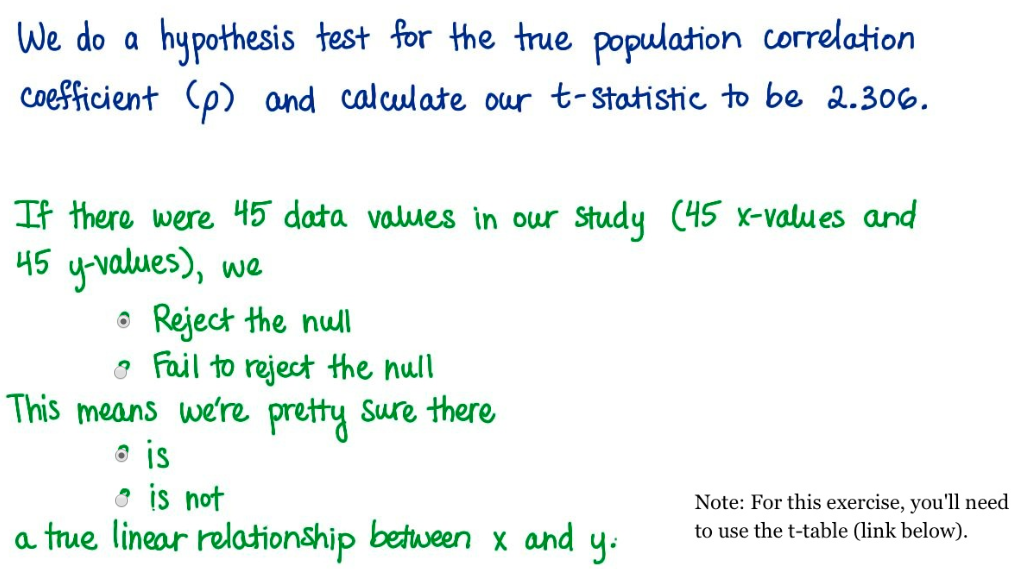 We do a hypothesis test for the true population correlation
coefficient (ρ) and calculate our t-statistic to be 2.306.
If there were 45 data values in our study (45 x-values and
45 y-values), we
Reject the null
Fail to reject the null
This means we're pretty sure there
is
is not
a true linear relationship between x and y.
Note: For this exercise, you'll need
to use the t-table (link below).